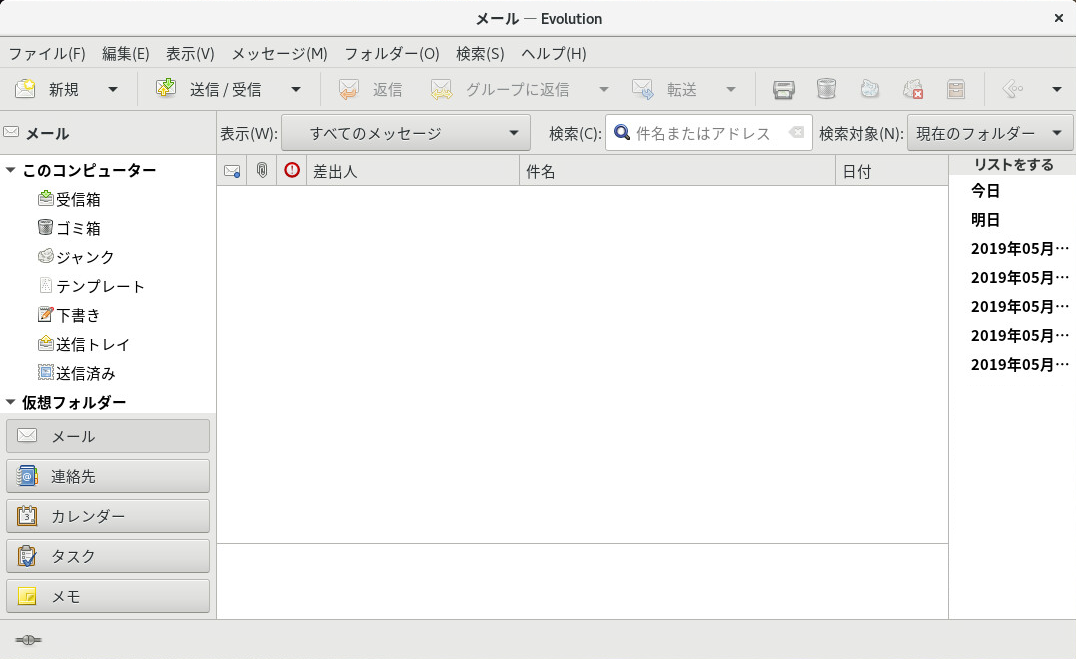 メール — Evolution
ファイル(F) 編集(E) 表示(V) メッセージ(M) フォルダー(O) 検索(S) ヘルプ(H)
新規 送信 / 受信 返信 グループに返信 転送
メール 表示(W): すべてのメッセージ 検索(C): 件名またはアドレス 検索対象(N): 現在のフォルダー
このコンピューター
受信箱
ゴミ箱
ジャンク
テンプレート
下書き
送信トレイ
送信済み
仮想フォルダー
メール
連絡先
カレンダー
タスク
メモ
差出人 件名 日付
リストをする
今日
明日
2019年05月…
2019年05月…
2019年05月…
2019年05月…
2019年05月…